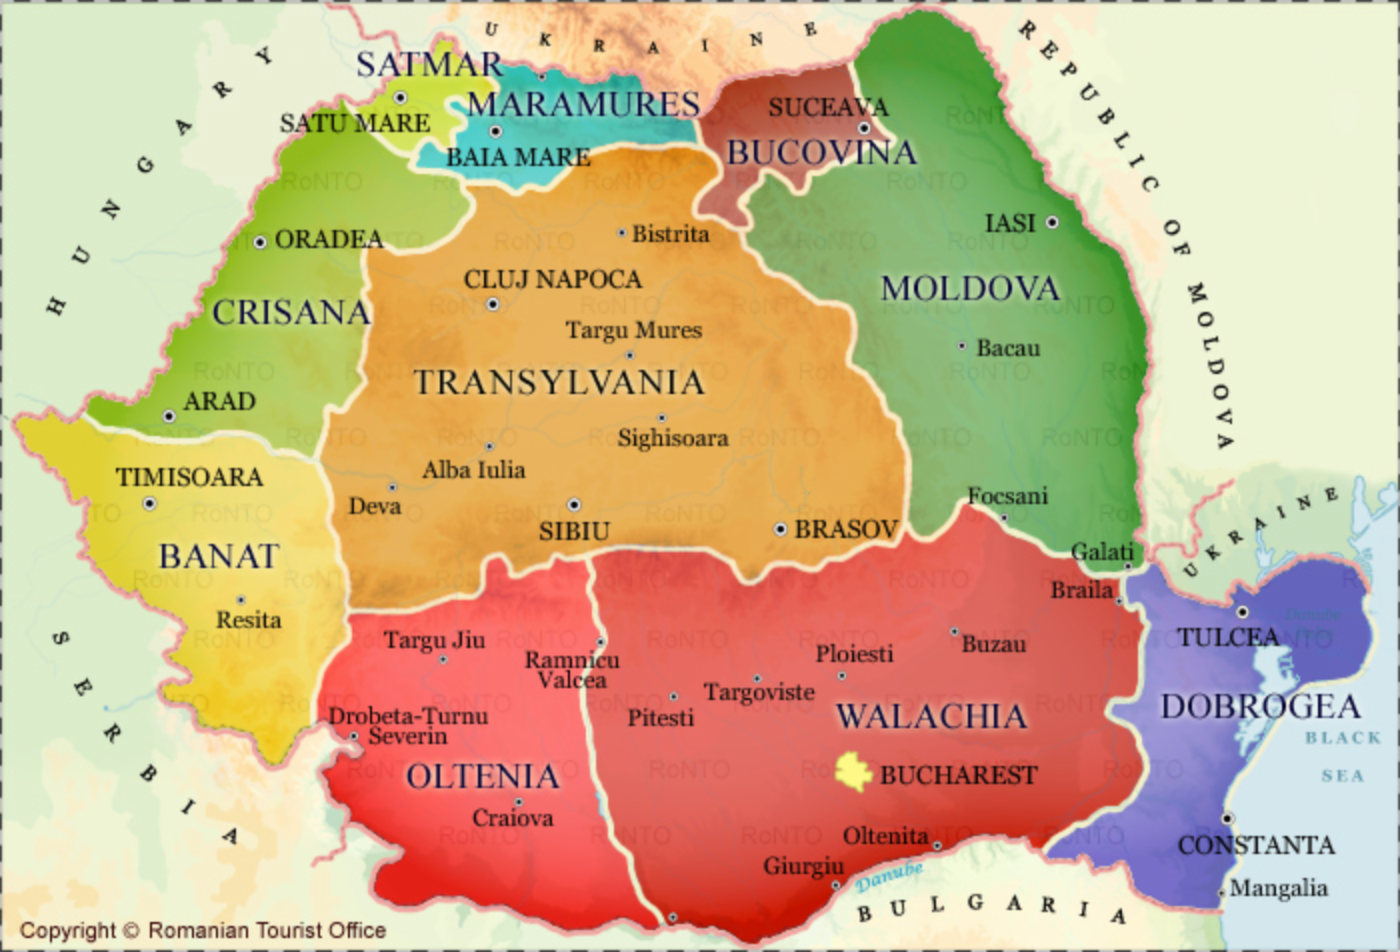 UKRAINE
HUNGARY
REPUBLIC OF MOLDOVA
SATMAR
SATU MARE
MARAMURES
BAIA MARE
SUCEAVA
BUCOVINA
IASI
ORADEA
Bistrita
CLUJ NAPOCA
MOLDOVA
CRISANA
Targu Mures
Bacau
TRANSYLVANIA
ARAD
Sighisoara
Alba Iulia
TIMISOARA
Deva
Focsani
UKRAINE
SIBIU
BRASOV
BANAT
Galati
Braila
Resita
TULCEA
Danube
Targu Jiu
Ramnicu
Valcea
Buzau
Ploiesti
Targoviste
Pitesti
WALACHIA
DOBROGEA
BLACK
SEA
Drobeta-Turnu
Severin
OLTENIA
BUCHAREST
SERBIA
Craiova
Oltenita
CONSTANTA
Giurgiu
Danube
Mangalia
BULGARIA
Copyright © Romanian Tourist Office
RoNTO